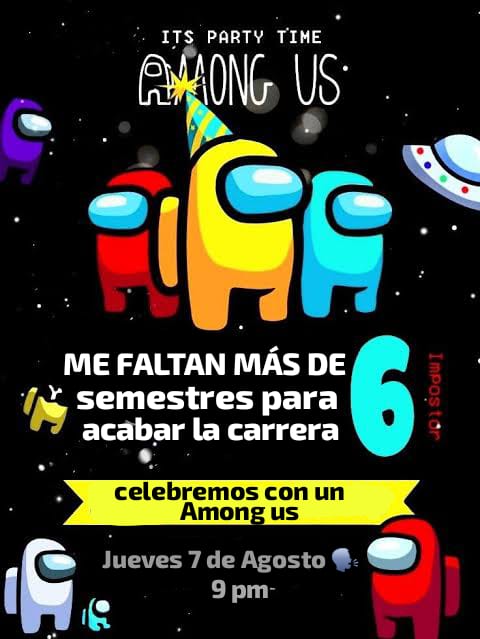 ITS PARTY TIME
AMONG US
ME FALTAN MÁS DE 6
semestres para
acabar la carrera
Impostor
celebremos con un
Among us
Jueves 7 de Agosto 🗣️
9 pm